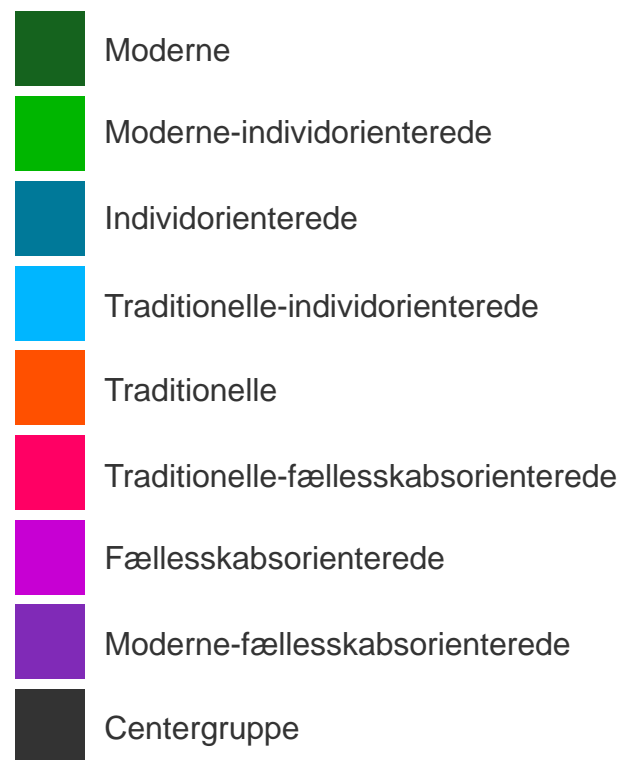 Moderne
Moderne-individorienterede
Individorienterede
Traditionelle-individorienterede
Traditionelle
Traditionelle-fællesskabsorienterede
Fællesskabsorienterede
Moderne-fællesskabsorienterede
Centergruppe